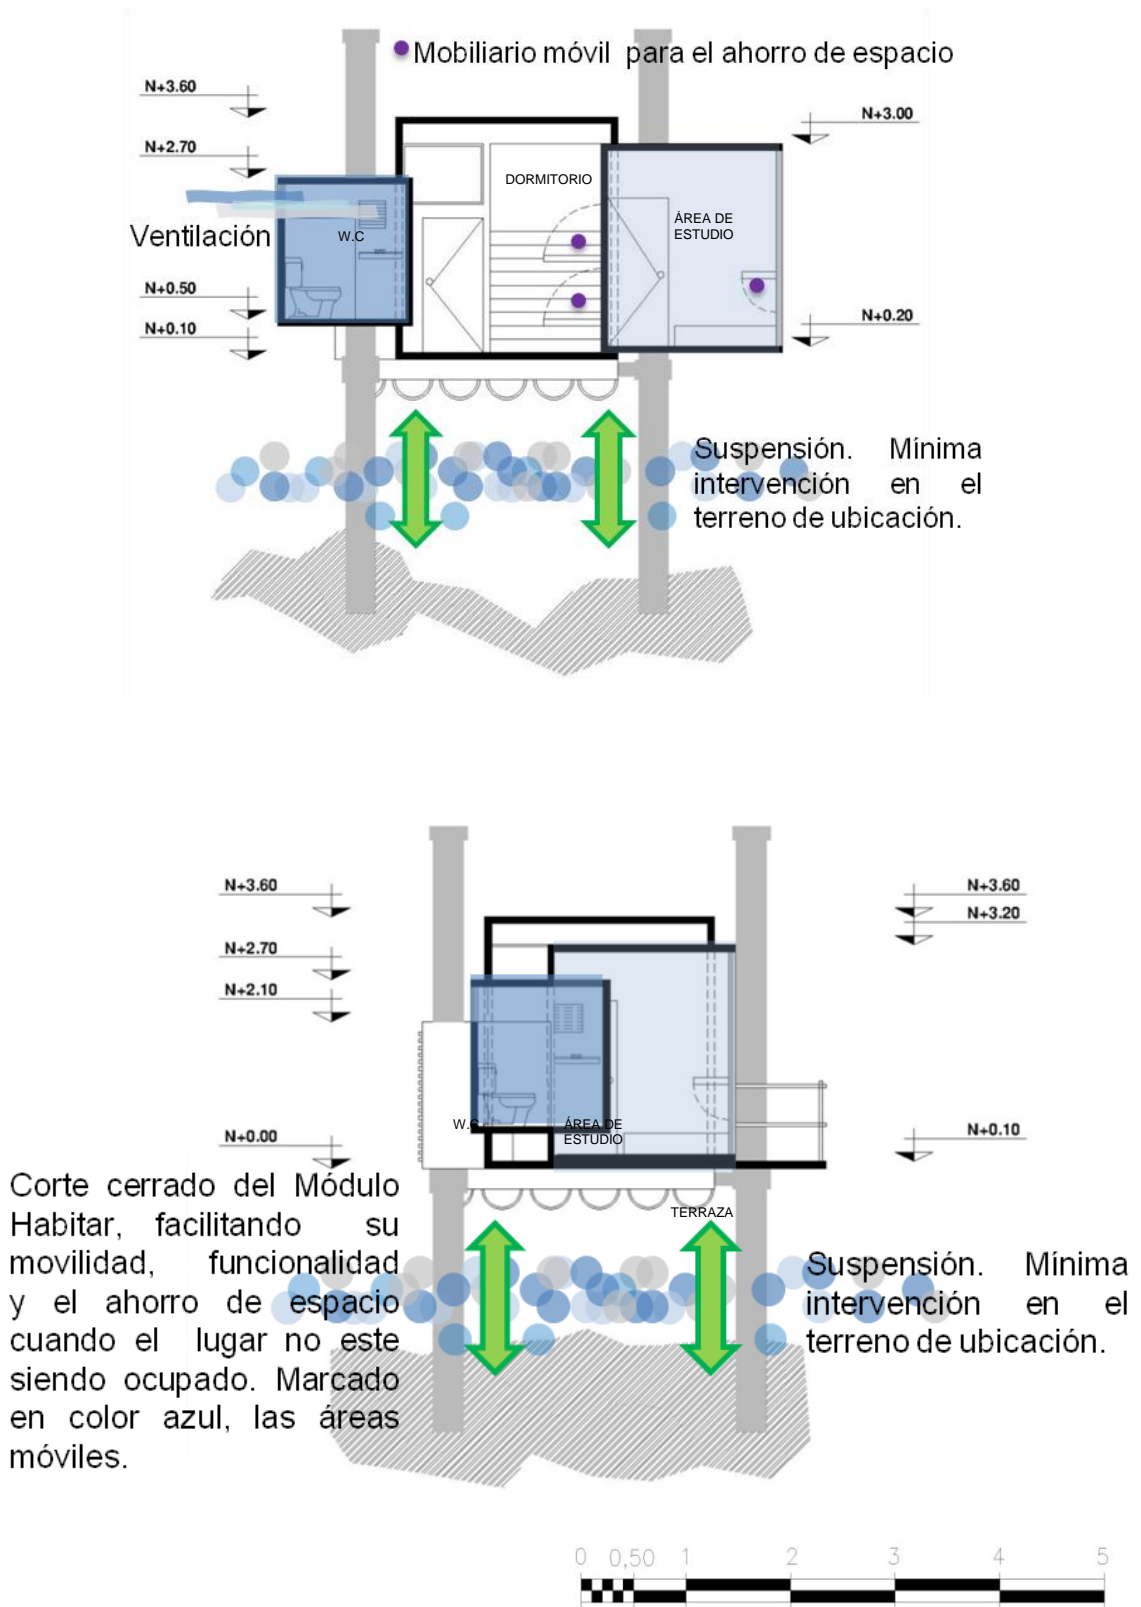 Mobiliario móvil para el ahorro de espacio
N+3.60
N+3.00
N+2.70
DORMITORIO
ÁREA DE
ESTUDIO
Ventilación
W.C
N+0.50
N+0.10
N+0.20
Suspensión. Mínima
intervención en el
terreno de ubicación.
N+3.60
N+3.60
N+3.20
N+2.70
N+2.10
W.C
ÁREA DE
ESTUDIO
N+0.00
N+0.10
TERRAZA
Corte cerrado del Módulo
Habitar, facilitando su
movilidad, funcionalidad
y el ahorro de espacio
cuando el lugar no este
siendo ocupado. Marcado
en color azul, las áreas
móviles.
Suspensión. Mínima
intervención en el
terreno de ubicación.
0 0,50 1 2 3 4 5